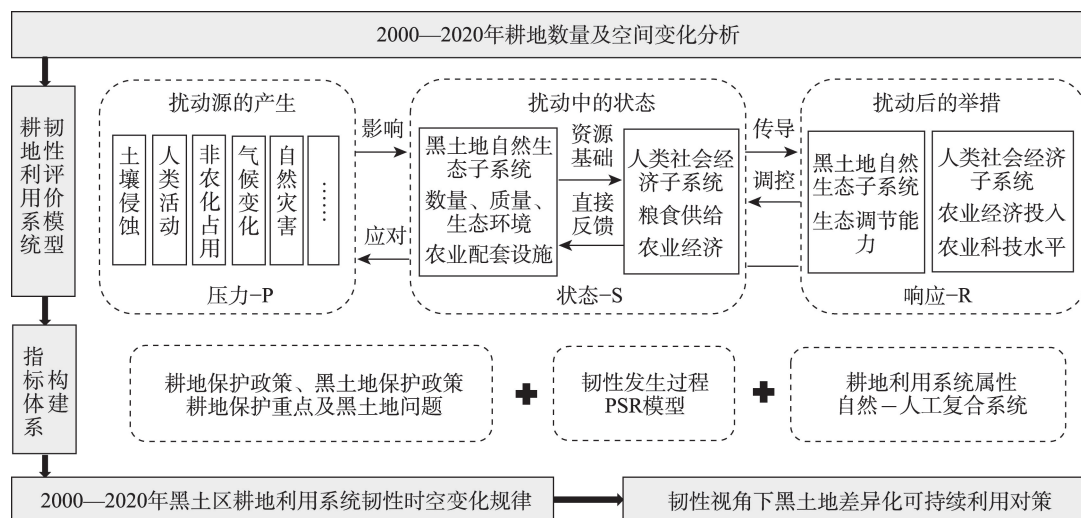 2000—2020年耕地数量及空间变化分析
耕地利用系统
韧性评价模型
扰动源的产生
土壤侵蚀
人类活动
非农化占用
气候变化
自然灾害
……
压力–P
影响
应对
扰动中的状态
黑土地自然生
态子系统
数量、质量、
生态环境
农业配套设施
资源
基础
直接
反馈
人类社会经
济子系统
粮食供给
农业经济
状态–S
传导
调控
扰动后的举措
黑土地自然
生态子系统
生态调节能
力
人类社会经济
子系统
农业经济投入
农业科技水平
响应–R
指标体系
构建
耕地保护政策、黑土地保护政策
耕地保护重点及黑土地问题
韧性发生过程
PSR模型
耕地利用系统属性
自然－人工复合系统
2000—2020年黑土区耕地利用系统韧性时空变化规律
韧性视角下黑土地差异化可持续利用对策